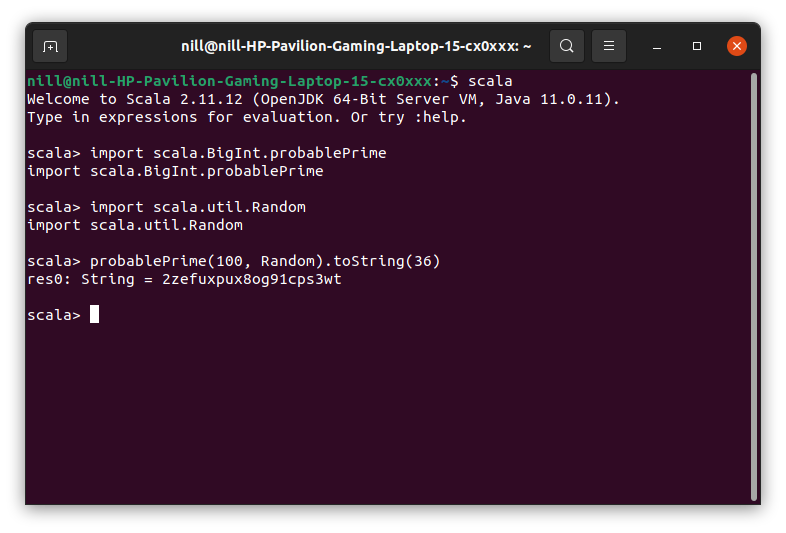 nill@nill-HP-Pavilion-Gaming-Laptop-15-cx0xxx: ~
nill@nill-HP-Pavilion-Gaming-Laptop-15-cx0xxx:~$ scala
Welcome to Scala 2.11.12 (OpenJDK 64-Bit Server VM, Java 11.0.11).
Type in expressions for evaluation. Or try :help.
scala> import scala.BigInt.probablePrime
import scala.BigInt.probablePrime
scala> import scala.util.Random
import scala.util.Random
scala> probablePrime(100, Random).toString(36)
res0: String = 2zefuxpux8og91cps3wt
scala>